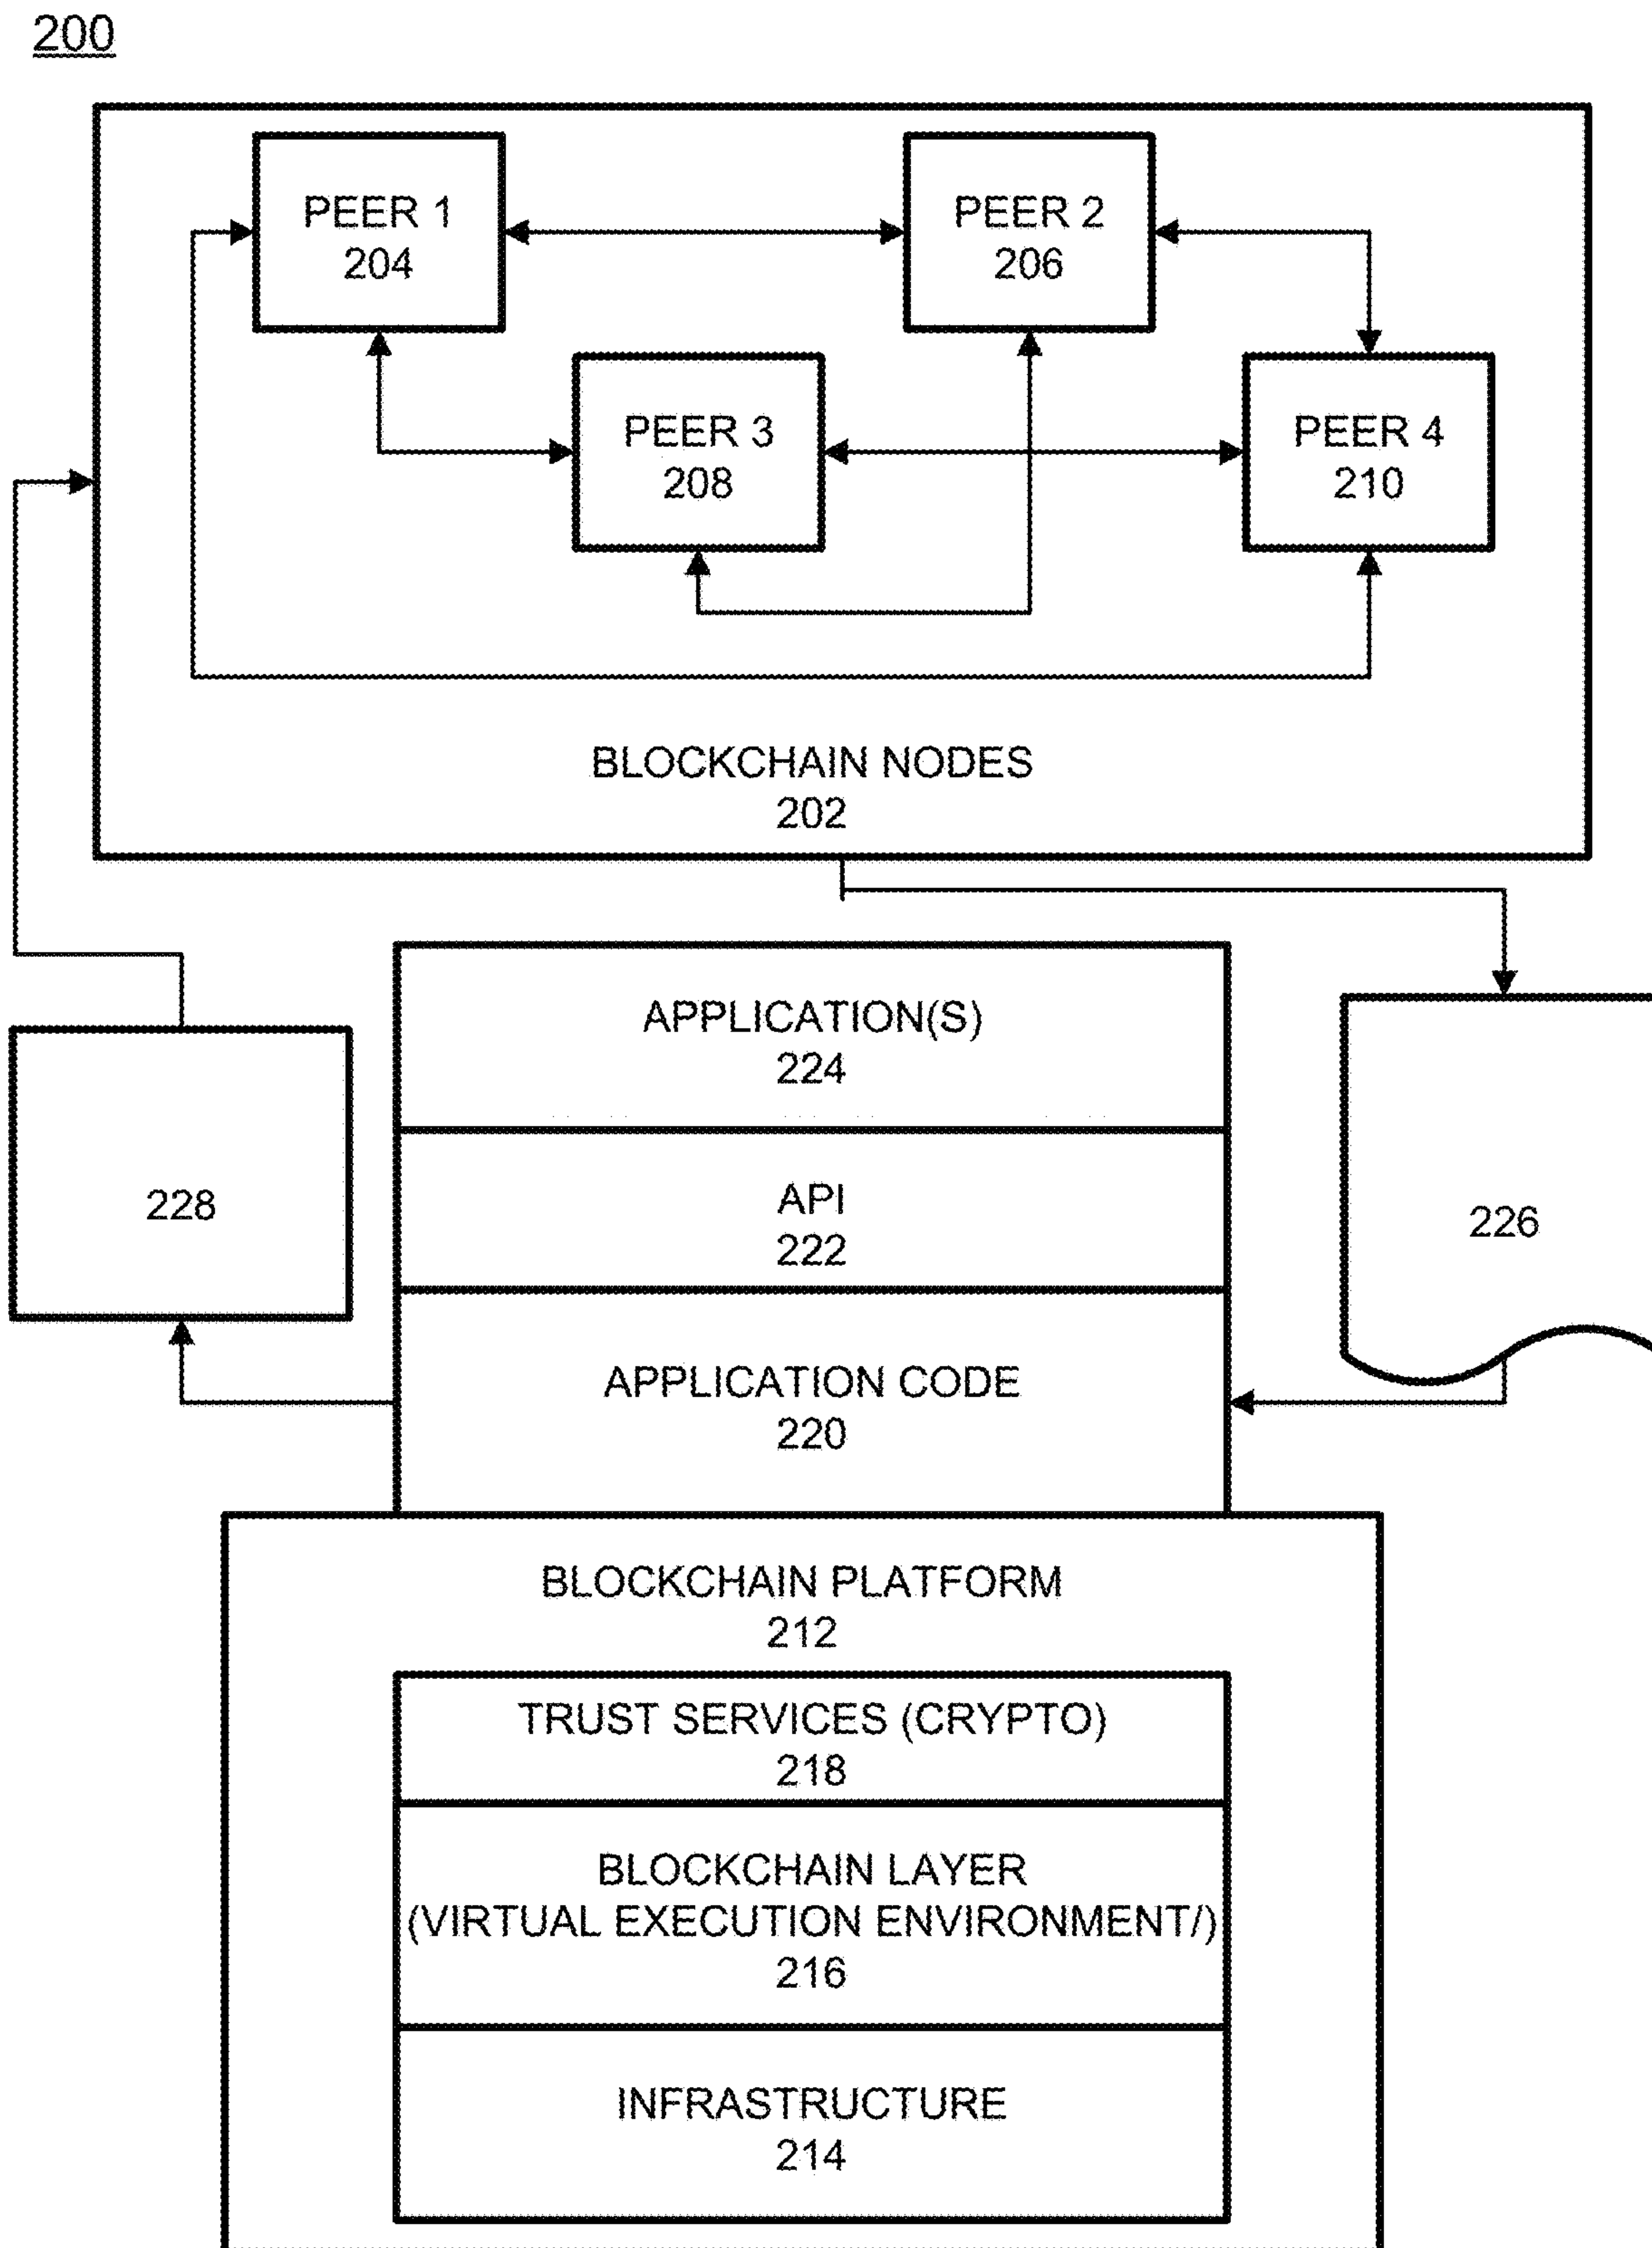 200
PEER 1
204
PEER 2
206
PEER 3
208
PEER 4
210
BLOCKCHAIN NODES
202
APPLICATION(S)
224
228
API
222
226
APPLICATION CODE
220
BLOCKCHAIN PLATFORM
212
TRUST SERVICES (CRYPTO)
218
BLOCKCHAIN LAYER
(VIRTUAL EXECUTION ENVIRONMENT/)
216
INFRASTRUCTURE
214